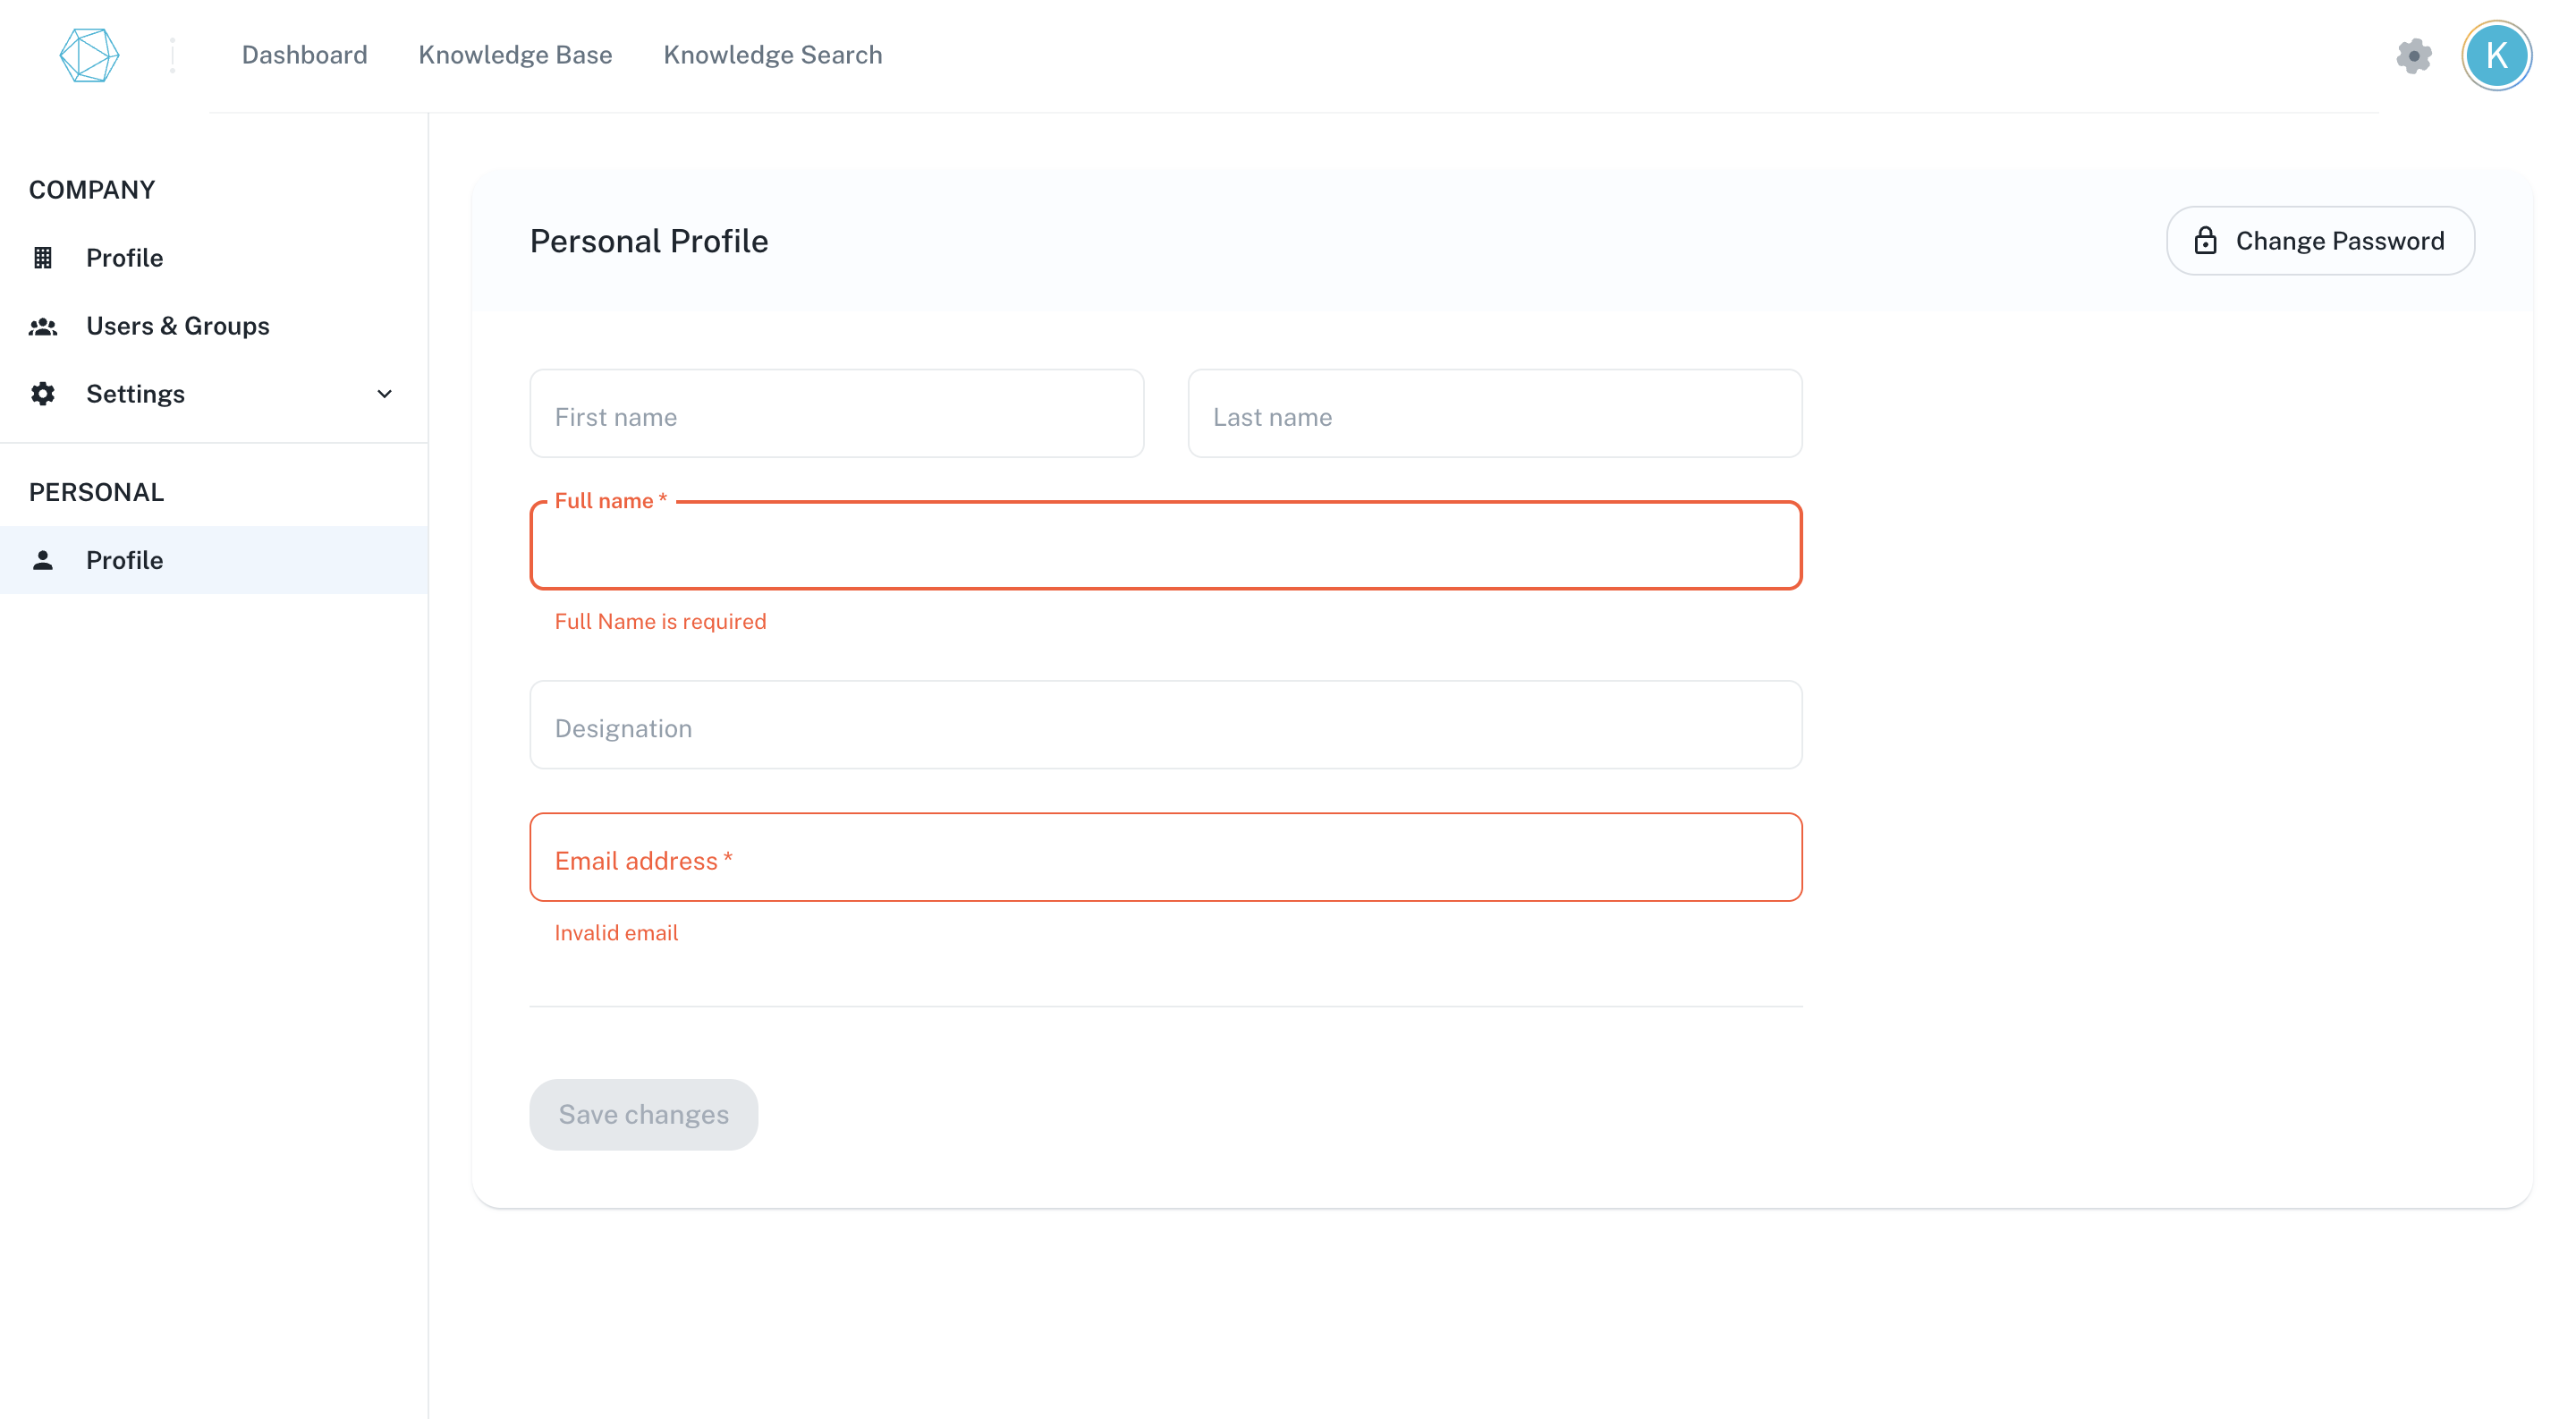 Dashboard Knowledge Base Knowledge Search
K
COMPANY
Profile
Users & Groups
Settings
PERSONAL
Profile
Personal Profile
Change Password
First name
Last name
Full name *
Full Name is required
Designation
Email address *
Invalid email
Save changes